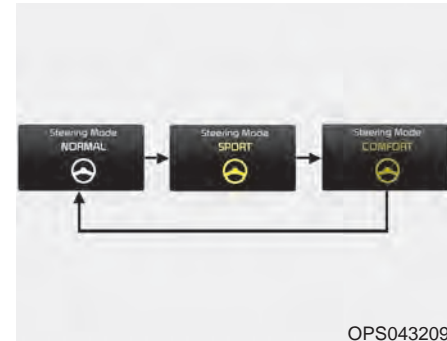 Steering Mode
NORMAL
Steering Mode
SPORT
Steering Mode
COMFORT
OPS043209